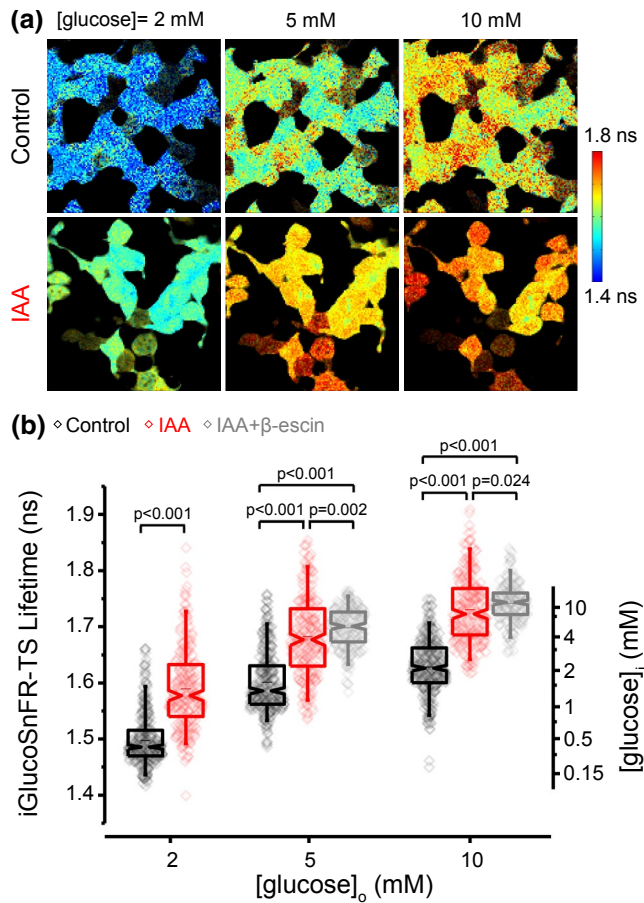 (a) [glucose]= 2 mM 5 mM 10 mM
Control
1.8 ns
IAA
1.4 ns
(b) Control IAA IAA+β-escin
p<0.001
p<0.001 p<0.001 p=0.024
p<0.001 p<0.001 p=0.002
1.9
1.8
1.7
1.6
1.5
1.4
iGlucoSnFR-TS Lifetime (ns)
10
4
2
1
0.5
0.15
[glucose]i (mM)
2 5 10
[glucose]o (mM)